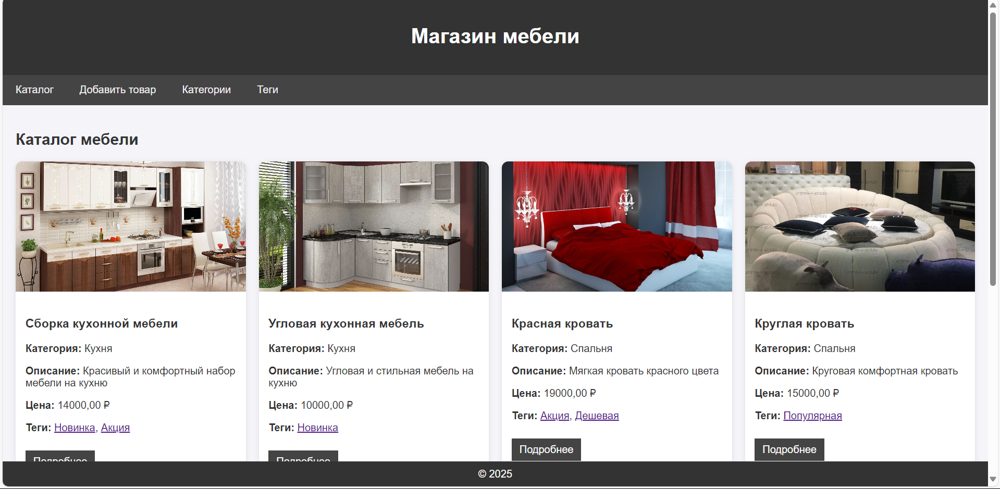 Магазин мебели
Каталог
Добавить товар
Категории
Теги
Каталог мебели
Сборка кухонной мебели
Категория: Кухня
Описание: Красивый и комфортный набор
мебели на кухню
Цена: 14000,00 ₽
Теги: Новинка, Акция
Подробнее
Угловая кухонная мебель
Категория: Кухня
Описание: Угловая и стильная мебель на
кухню
Цена: 10000,00 ₽
Теги: Новинка
Подробнее
Красная кровать
Категория: Спальня
Описание: Мягкая кровать красного цвета
Цена: 19000,00 ₽
Теги: Акция, Дешевая
Подробнее
Круглая кровать
Категория: Спальня
Описание: Круговая комфортная кровать
Цена: 15000,00 ₽
Теги: Популярная
Подробнее
© 2025